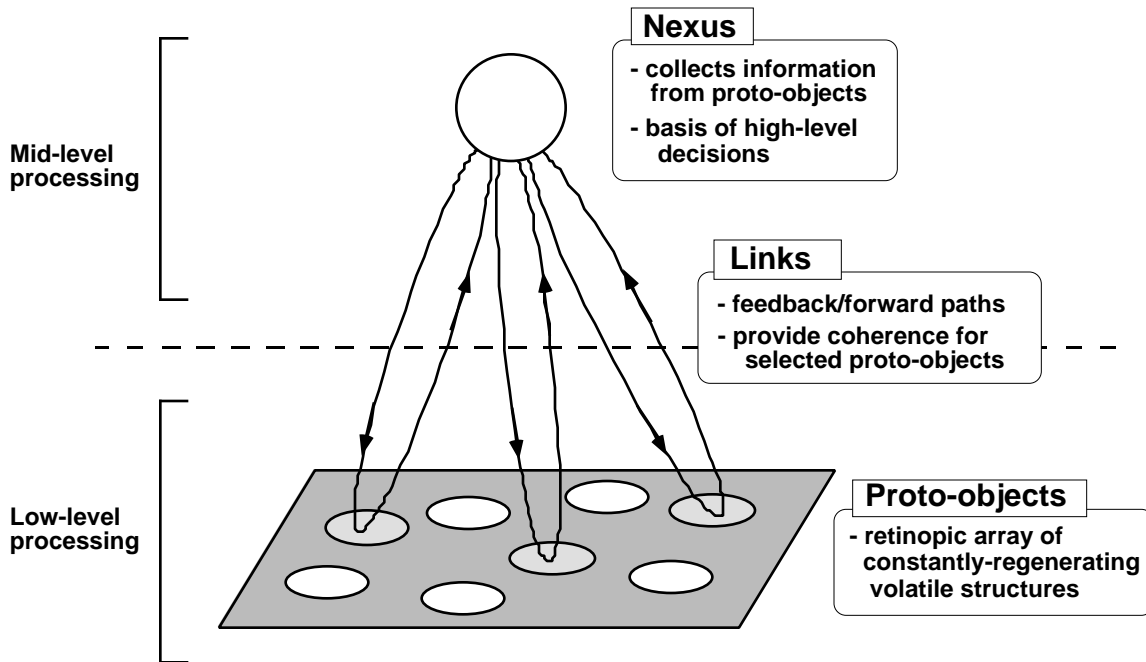 Nexus
- collects information
from proto-objects
- basis of high-level
decisions
Mid-level
processing
Links
- feedback/forward paths
- provide coherence for
selected proto-objects
Low-level
processing
Proto-objects
- retinopic array of
constantly-regenerating
volatile structures